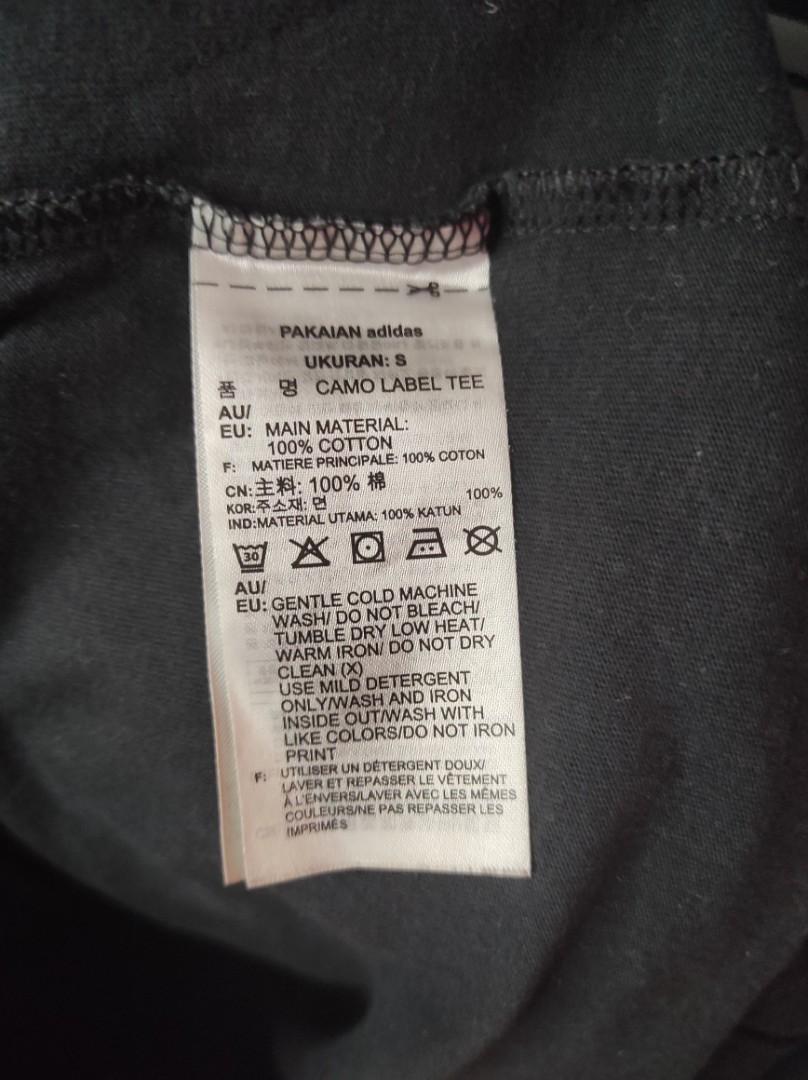 PAKAIAN adidas
UKURAN: S
품 명 CAMO LABEL TEE
AU/
EU: MAIN MATERIAL:
100% COTTON
F: MATIERE PRINCIPALE: 100% COTON
CN:主料: 100% 棉
KOR:주소재: 면 100%
IND:MATERIAL UTAMA: 100% KATUN
30
AU/
EU: GENTLE COLD MACHINE
WASH/ DO NOT BLEACH/
TUMBLE DRY LOW HEAT/
WARM IRON/ DO NOT DRY
CLEAN (X)
USE MILD DETERGENT
ONLY/WASH AND IRON
INSIDE OUT/WASH WITH
LIKE COLORS/DO NOT IRON
PRINT
F: UTILISER UN DÉTERGENT DOUX/
LAVER ET REPASSER LE VÊTEMENT
À L'ENVERS/LAVER AVEC LES MÊMES
COULEURS/NE PAS REPASSER LES
IMPRIMÉS